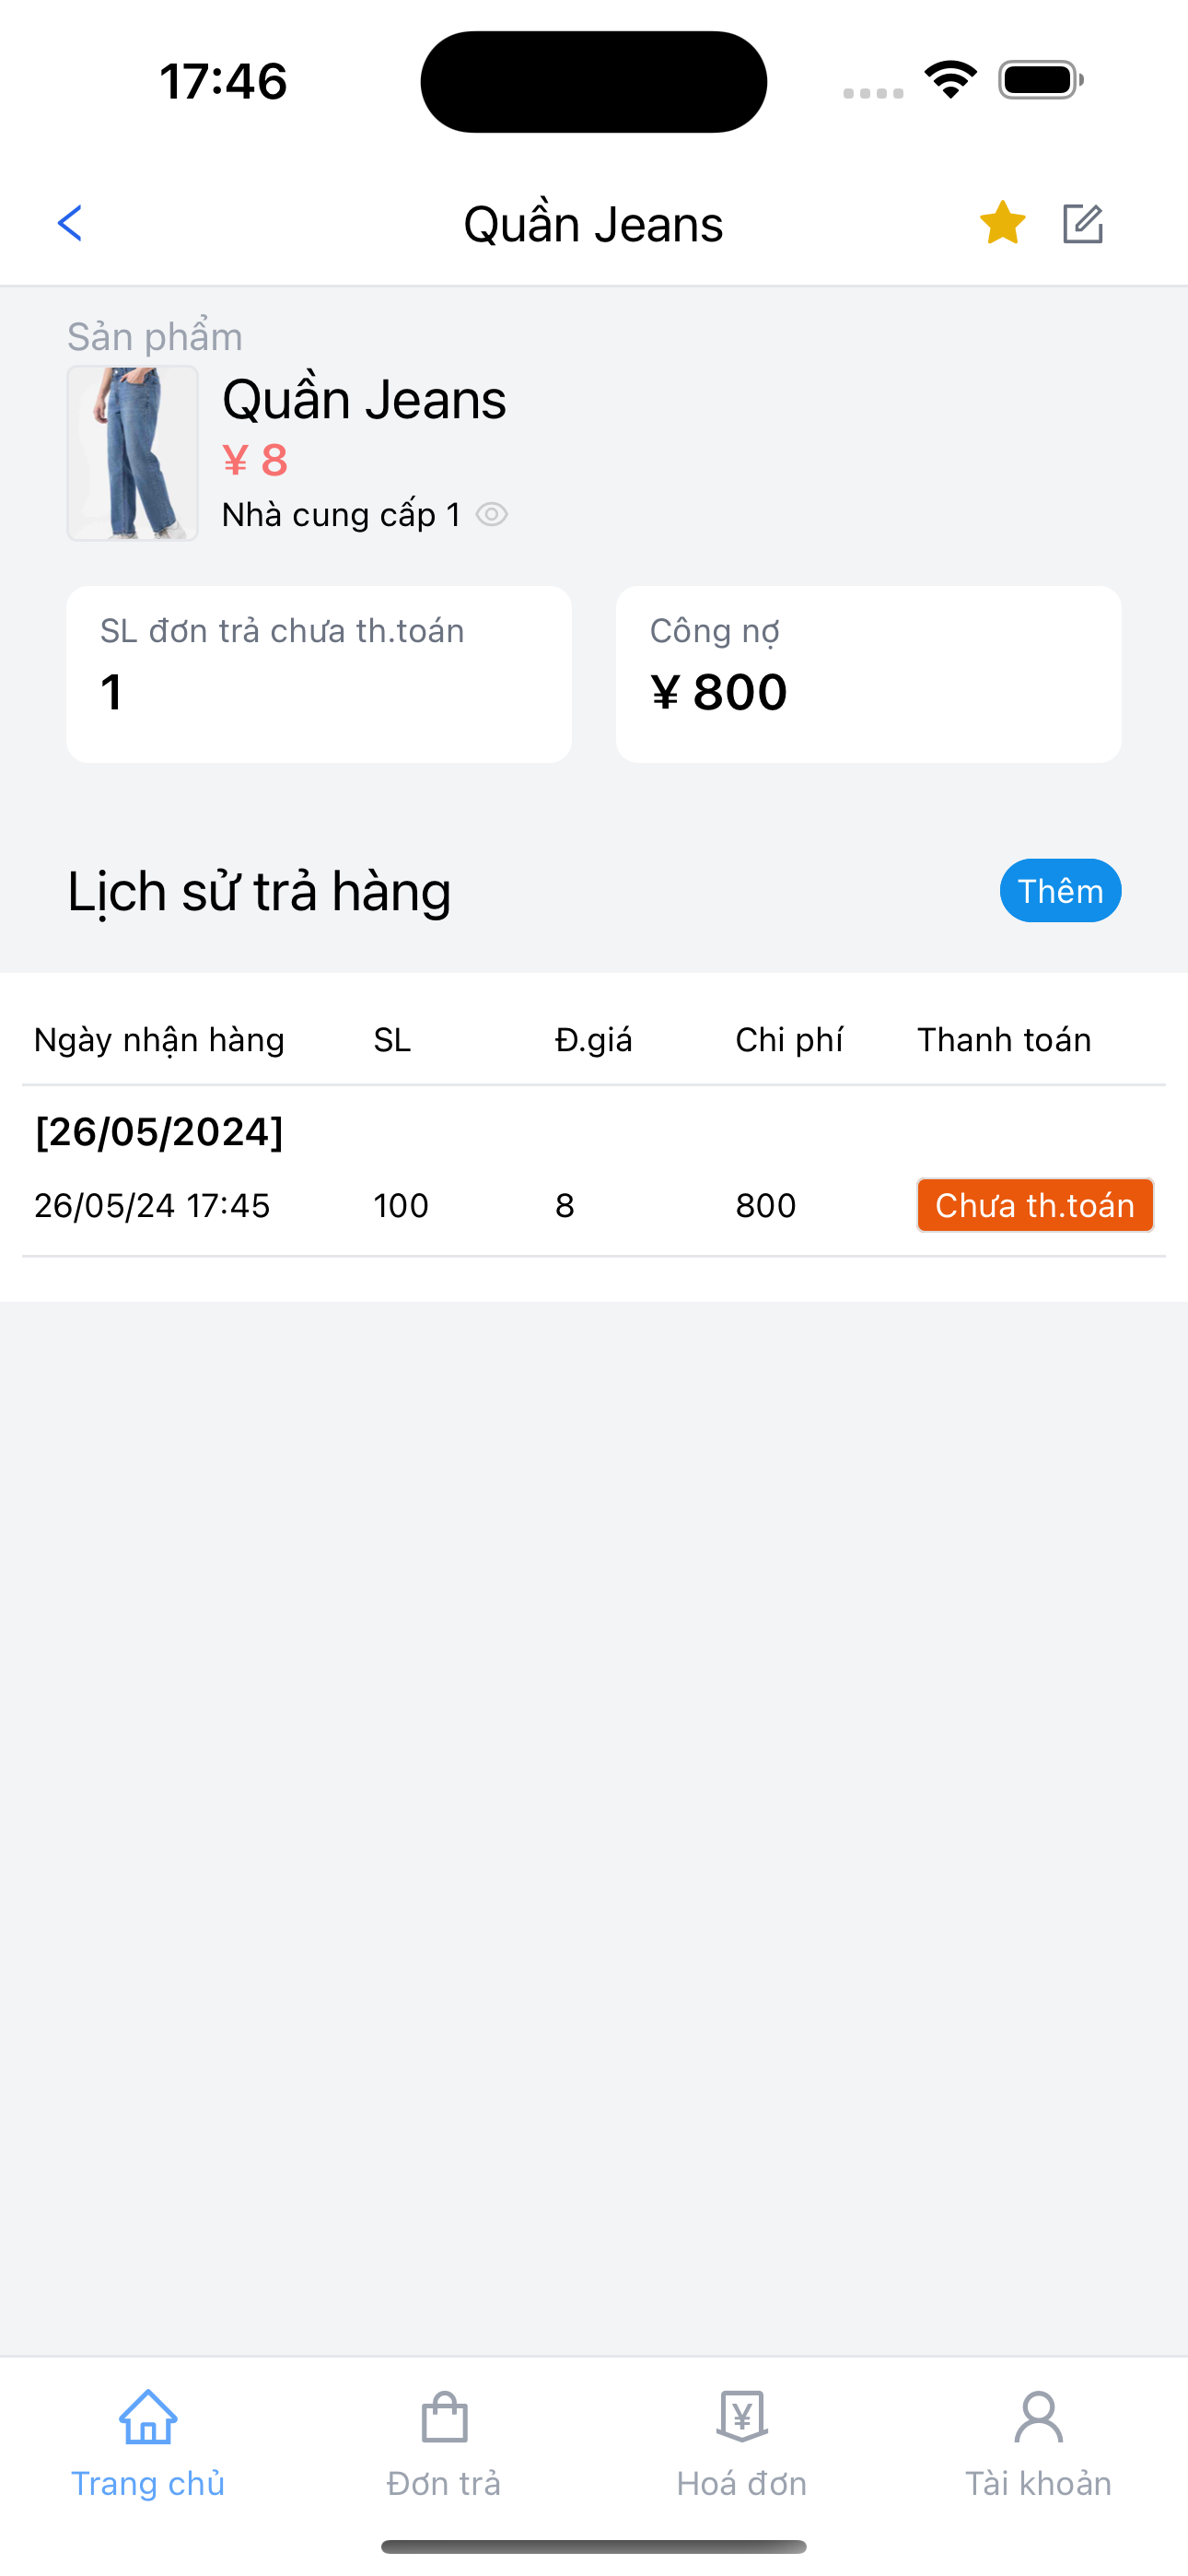 17:46
Quần Jeans
Sản phẩm
Quần Jeans
¥ 8
Nhà cung cấp 1
SL đơn trả chưa th.toán
1
Công nợ
¥ 800
Lịch sử trả hàng
Thêm
Ngày nhận hàng SL Đ.giá Chi phí Thanh toán
[26/05/2024]
26/05/24 17:45 100 8 800 Chưa th.toán
Trang chủ Đơn trả Hoá đơn Tài khoản